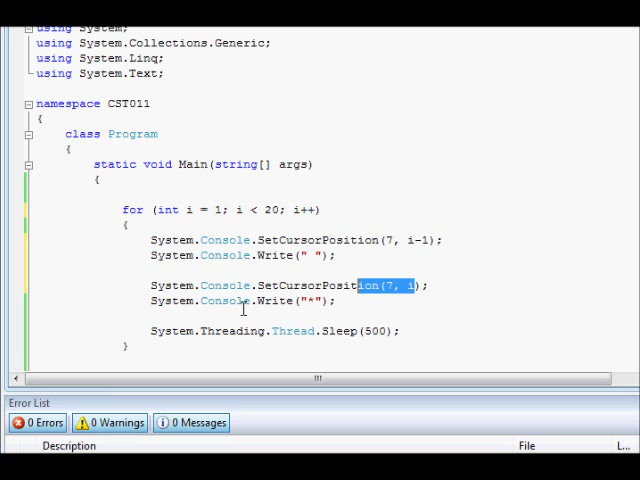 using System;
using System.Collections.Generic;
using System.Linq;
using System.Text;
namespace CST011
{
class Program
{
static void Main(string[] args)
{
for (int i = 1; i < 20; i++)
{
System.Console.SetCursorPosition(7, i-1);
System.Console.Write(" ");
System.Console.SetCursorPosition(7, i);
System.Console.Write("*");
System.Threading.Thread.Sleep(500);
}
Error List
0 Errors 0 Warnings 0 Messages
Description File L...